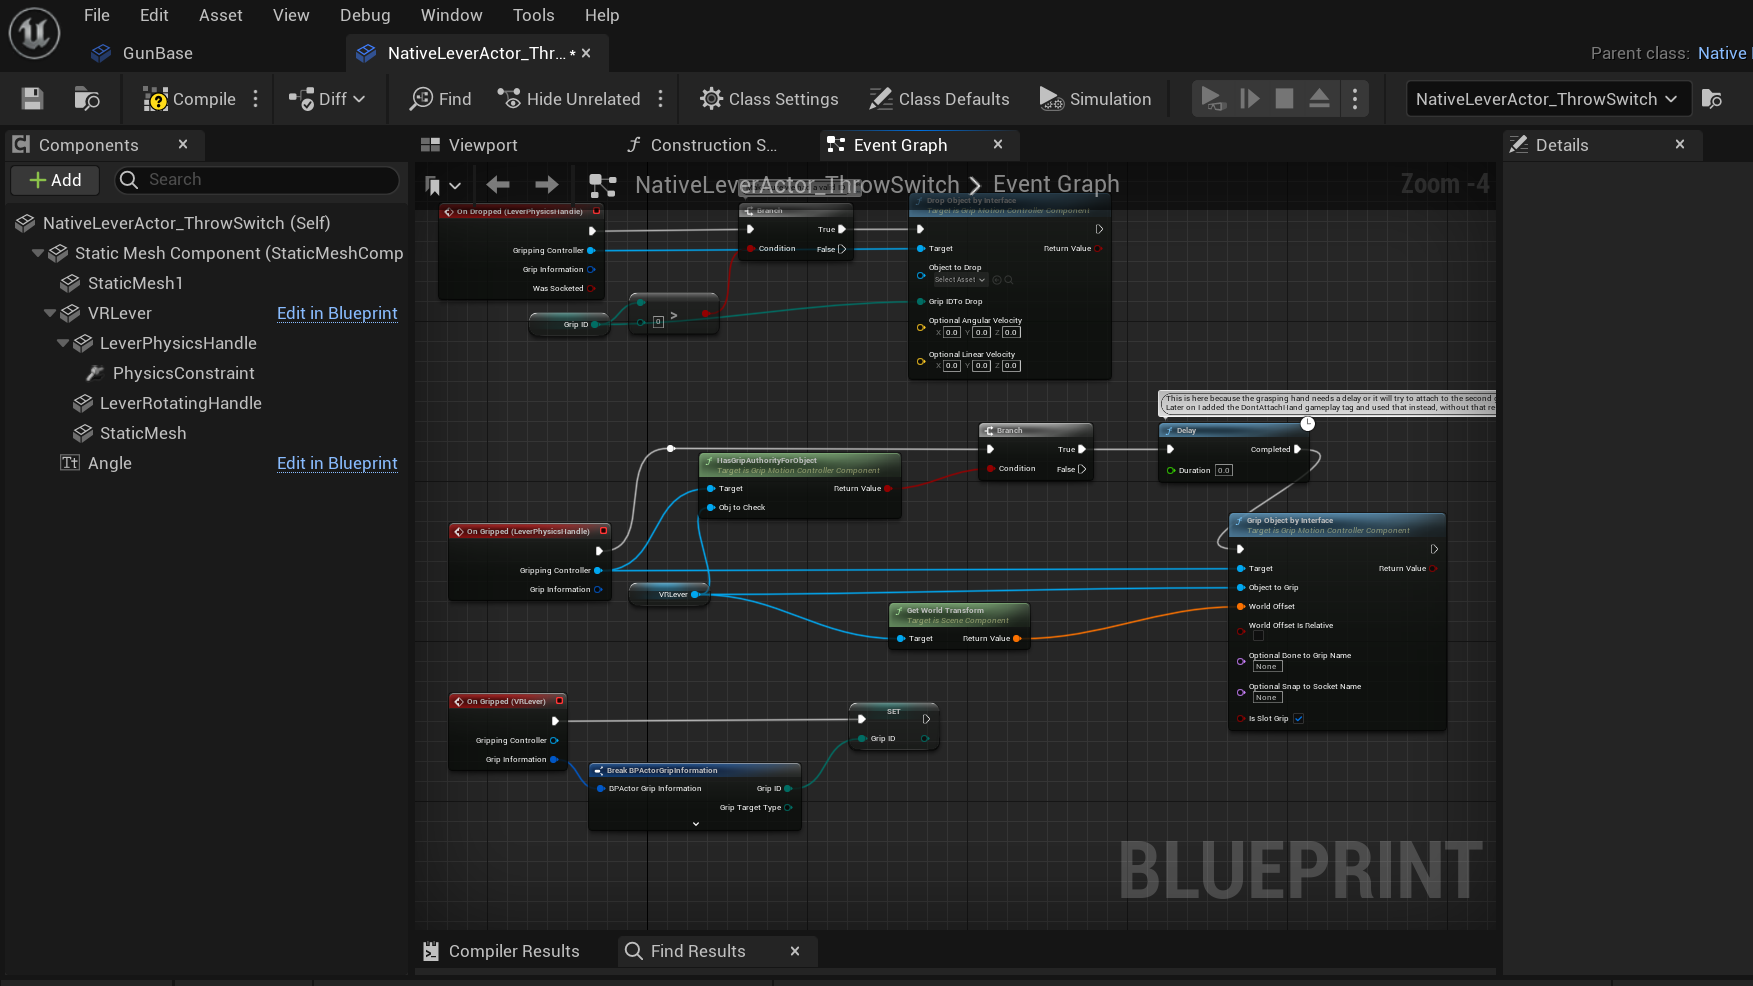 File Edit Asset View Debug Window Tools Help
GunBase
NativeLeverActor_Thr... *
Parent class: Native
Compile
Diff
Find
Hide Unrelated
Class Settings
Class Defaults
Simulation
NativeLeverActor_ThrowSwitch
Components
Add
Search
NativeLeverActor_ThrowSwitch (Self)
Static Mesh Component (StaticMeshComp
StaticMesh1
VRLever Edit in Blueprint
LeverPhysicsHandle
PhysicsConstraint
LeverRotatingHandle
StaticMesh
Angle Edit in Blueprint
Viewport
Construction S...
Event Graph
Details
NativeLeverActor_ThrowSwitch > Event Graph
Zoom -4
On Dropped (LeverPhysicsHandle)
Gripping Controller
Grip Information
Was Socketed
Branch
True
Condition False
Drop Object by Interface
Target is Grip Motion Controller Component
Target Return Value
Object to Drop
Select Asset
Grip IDTo Drop
Optional Angular Velocity
X 0.0 Y 0.0 Z 0.0
Optional Linear Velocity
X 0.0 Y 0.0 Z 0.0
Grip ID
0 >
This is here because the grasping hand needs a delay or it will try to attach to the second
Later on I added the DontAttachHand gameplay tag and used that instead, without that re
Branch
True
Condition False
Delay
Completed
Duration 0.0
HasGripAuthorityForObject
Target is Grip Motion Controller Component
Target Return Value
Obj to Check
On Gripped (LeverPhysicsHandle)
Gripping Controller
Grip Information
VRLever
Get World Transform
Target is Scene Component
Target Return Value
Grip Object by Interface
Target is Grip Motion Controller Component
Target Return Value
Object to Grip
World Offset
World Offset Is Relative
Optional Bone to Grip Name
None
Optional Snap to Socket Name
None
Is Slot Grip
On Gripped (VRLever)
Gripping Controller
Grip Information
SET
Grip ID
Break BPActorGripInformation
BPActor Grip Information Grip ID
Grip Target Type
BLUEPRINT
Compiler Results
Find Results